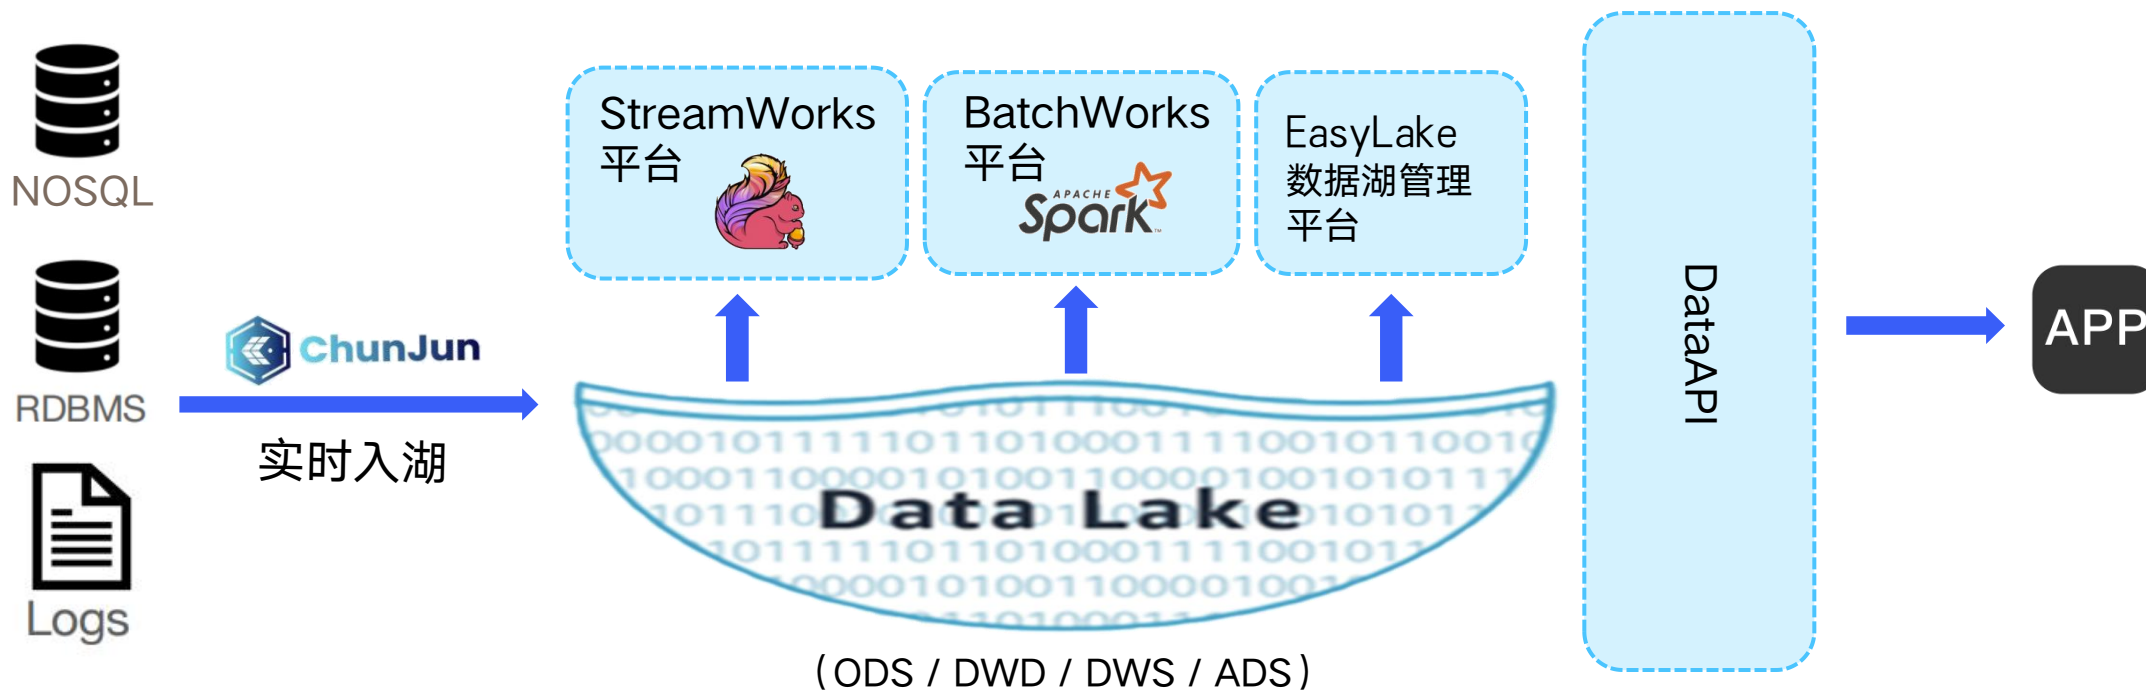 NOSQL
RDBMS
Logs
ChunJun
实时入湖
StreamWorks
平台
BatchWorks
平台
APACHE
Spark
EasyLake
数据湖管理
平台
Data Lake
(ODS / DWD / DWS / ADS)
DataAPI
APP